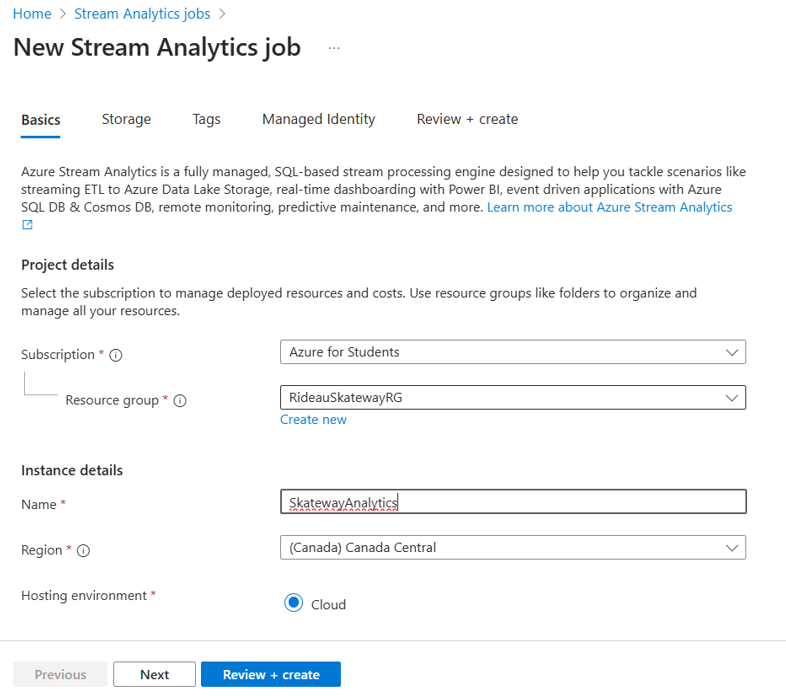 Home > Stream Analytics jobs >
New Stream Analytics job ...
Basics Storage Tags Managed Identity Review + create
Azure Stream Analytics is a fully managed, SQL-based stream processing engine designed to help you tackle scenarios like
streaming ETL to Azure Data Lake Storage, real-time dashboarding with Power BI, event driven applications with Azure
SQL DB & Cosmos DB, remote monitoring, predictive maintenance, and more. Learn more about Azure Stream Analytics
Project details
Select the subscription to manage deployed resources and costs. Use resource groups like folders to organize and
manage all your resources.
Subscription * Azure for Students
Resource group * RideauSkatewayRG
Create new
Instance details
Name * SkatewayAnalytics
Region * (Canada) Canada Central
Hosting environment * Cloud
Previous Next Review + create